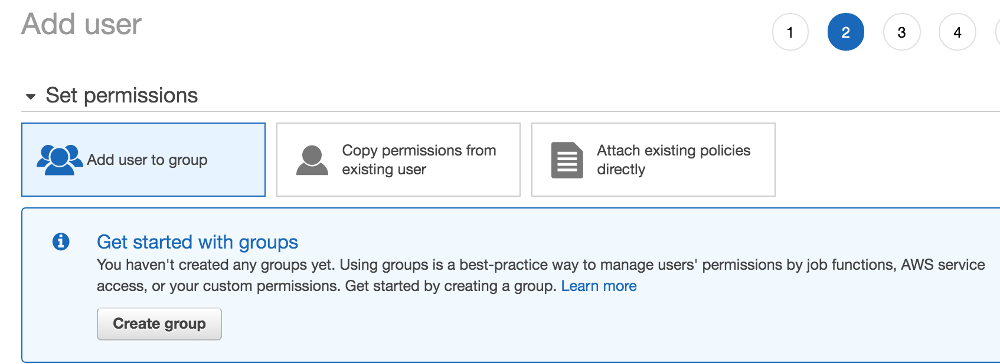 Add user
1 2 3 4
Set permissions
Add user to group
Copy permissions from
existing user
Attach existing policies
directly
Get started with groups
You haven't created any groups yet. Using groups is a best-practice way to manage users' permissions by job functions, AWS service
access, or your custom permissions. Get started by creating a group. Learn more
Create group